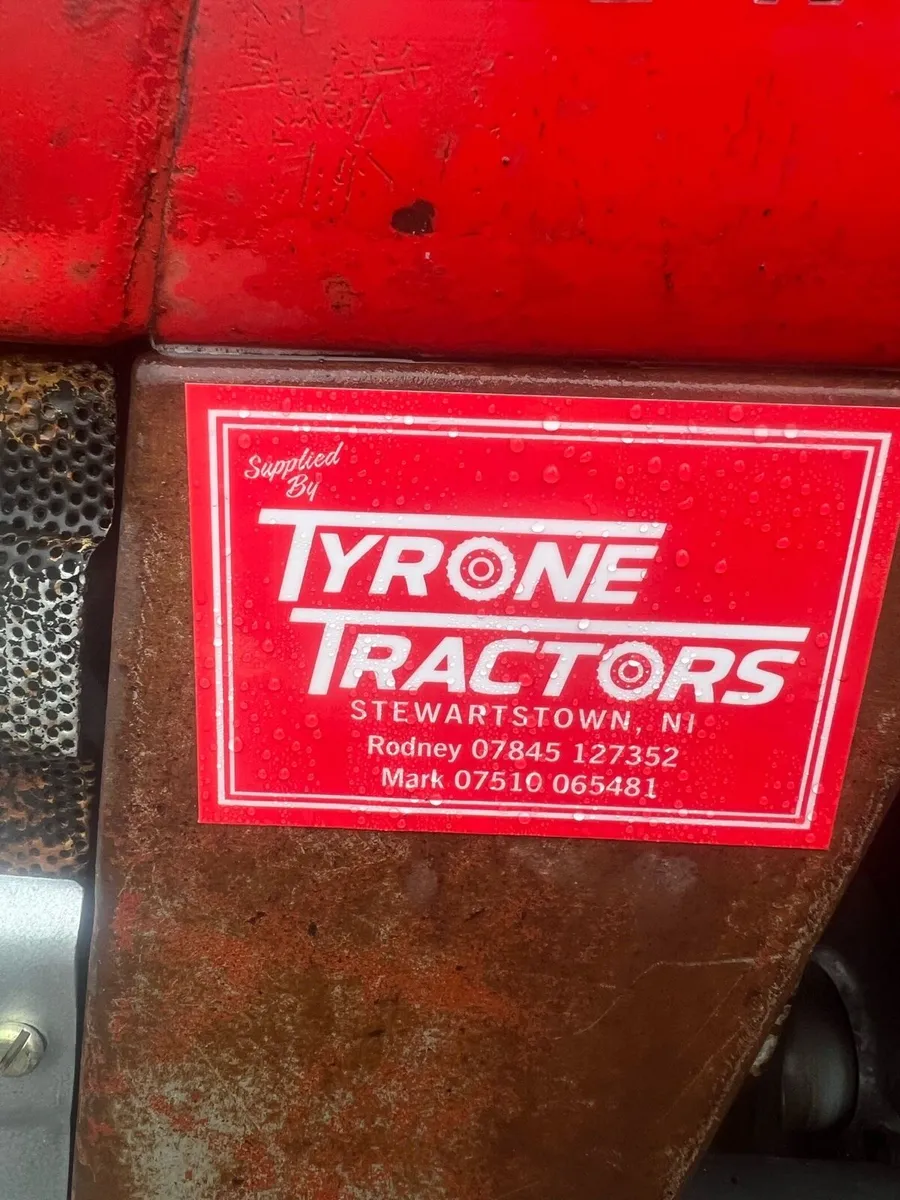 Supplied
By
TYRONE
TRACTORS
STEWARTSTOWN, NI
Rodney 07845 127352
Mark 07510 065481